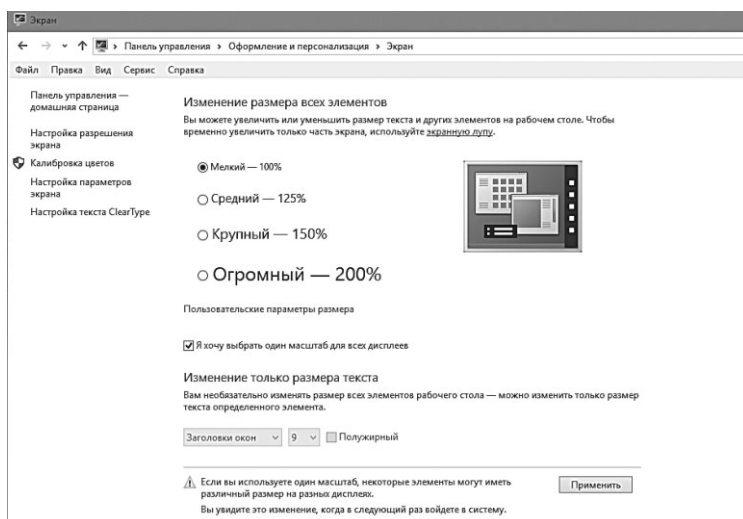 Экран
Панель управления › Оформление и персонализация › Экран
Файл Правка Вид Сервис Справка
Панель управления —
домашняя страница
Настройка разрешения
экрана
Калибровка цветов
Настройка параметров
экрана
Настройка текста ClearType
Изменение размера всех элементов
Вы можете увеличить или уменьшить размер текста и других элементов на рабочем столе. Чтобы
временно увеличить только часть экрана, используйте экранную лупу.
Мелкий — 100%
Средний — 125%
Крупный — 150%
Огромный — 200%
Пользовательские параметры размера
Я хочу выбрать один масштаб для всех дисплеев
Изменение только размера текста
Вам необязательно изменять размер всех элементов рабочего стола — можно изменить только размер
текста определенного элемента.
Заголовки окон 9 Полужирный
Если вы используете один масштаб, некоторые элементы могут иметь
различный размер на разных дисплеях.
Вы увидите это изменение, когда в следующий раз войдете в систему.
Применить